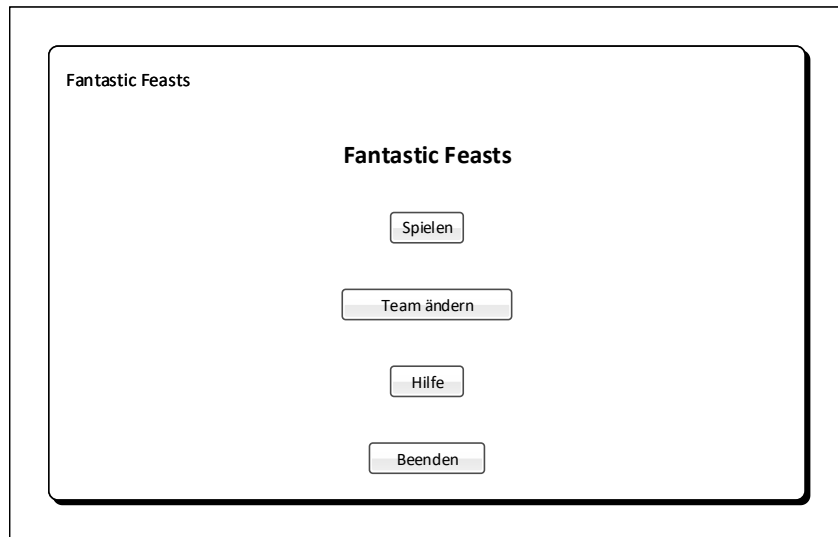 Fantastic Feasts
Fantastic Feasts
Spielen
Team ändern
Hilfe
Beenden